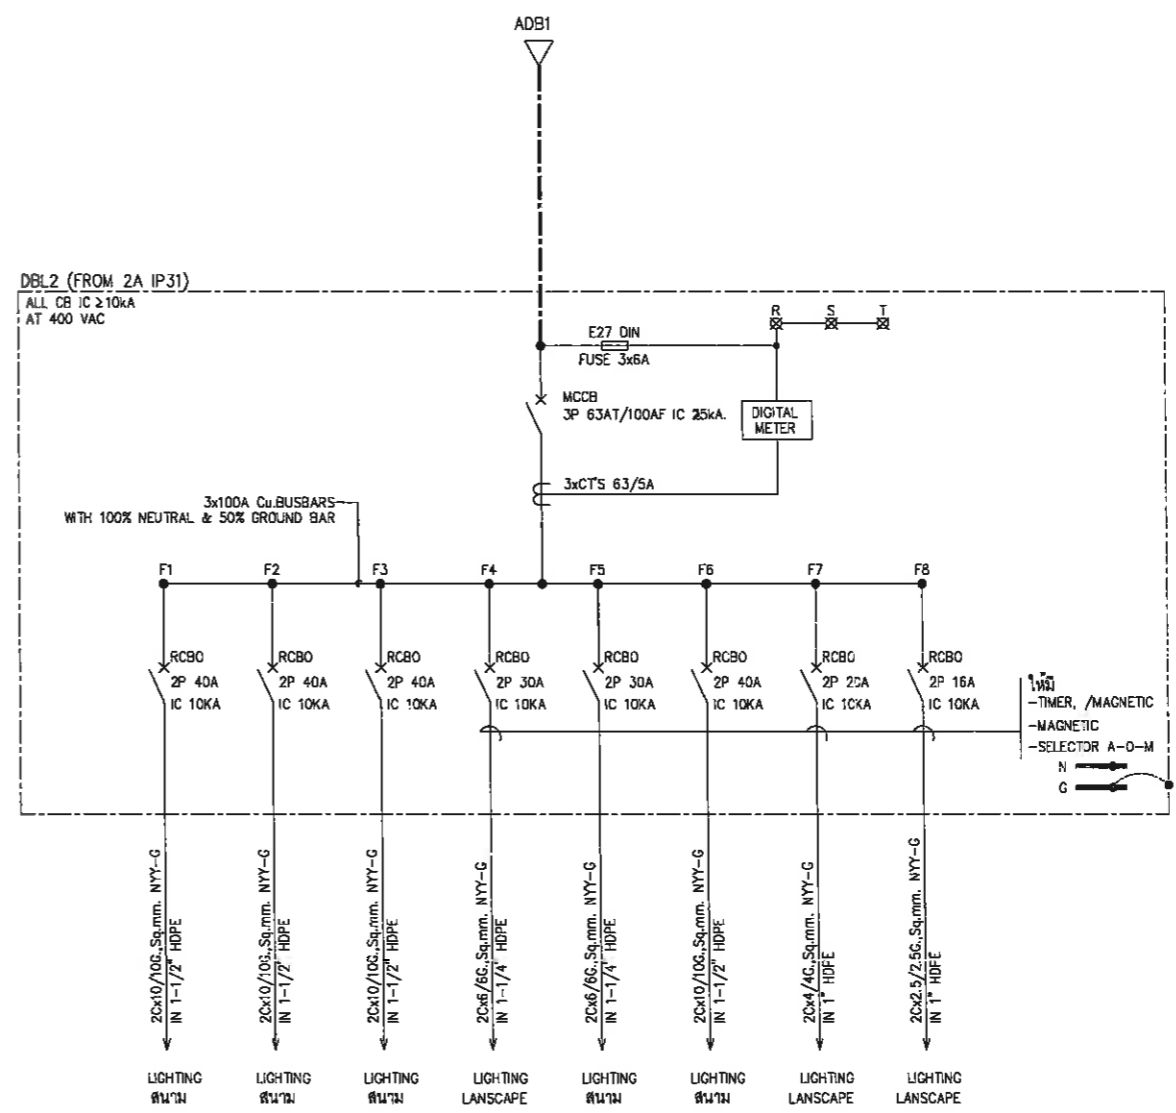 ADB1
DBL2 (FROM 2A IP31)
ALL CB IC ≥10kA
AT 400 VAC
R S T
E27 DIN
FUSE 3x6A
MCCB
3P 63AT/100AF IC 25kA.
DIGITAL
METER
3xCT'S 63/5A
3x100A Cu.BUSBARS
WITH 100% NEUTRAL & 50% GROUND BAR
F1 F2 F3 F4 F5 F6 F7 F8
RCBO RCBO RCBO RCBO RCBO RCBO RCBO RCBO
2P 40A 2P 40A 2P 40A 2P 30A 2P 30A 2P 40A 2P 20A 2P 16A
IC 10KA IC 10KA IC 10KA IC 10KA IC 10KA IC 10KA IC 10KA IC 10KA
ให้มี
-TIMER, /MAGNETIC
-MAGNETIC
-SELECTOR A-O-M
N
G
2Cx10/10G.,Sq.mm. NYY-G
IN 1-1/2" HDPE
2Cx10/10G.,Sq.mm. NYY-G
IN 1-1/2" HDPE
2Cx10/10G.,Sq.mm. NYY-G
IN 1-1/2" HDPE
2Cx6/6G.,Sq.mm. NYY-G
IN 1-1/4" HDPE
2Cx6/6G.,Sq.mm. NYY-G
IN 1-1/4" HDPE
2Cx10/10G.,Sq.mm. NYY-G
IN 1-1/2" HDPE
2Cx4/4G.,Sq.mm. NYY-G
IN 1" HDPE
2Cx2.5/2.5G.,Sq.mm. NYY-G
IN 1" HDPE
LIGHTING LIGHTING LIGHTING LIGHTING LIGHTING LIGHTING LIGHTING LIGHTING
สนาม สนาม สนาม LANSCAPE สนาม สนาม LANSCAPE LANSCAPE